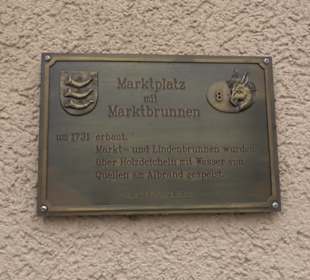 Marktplatz
mit
Marktbrunnen
8
um 1731 erbaut.
Markt- und Lindenbrunnen wurden
über Holzdeicheln mit Wasser von
Quellen am Albrand gespeist.